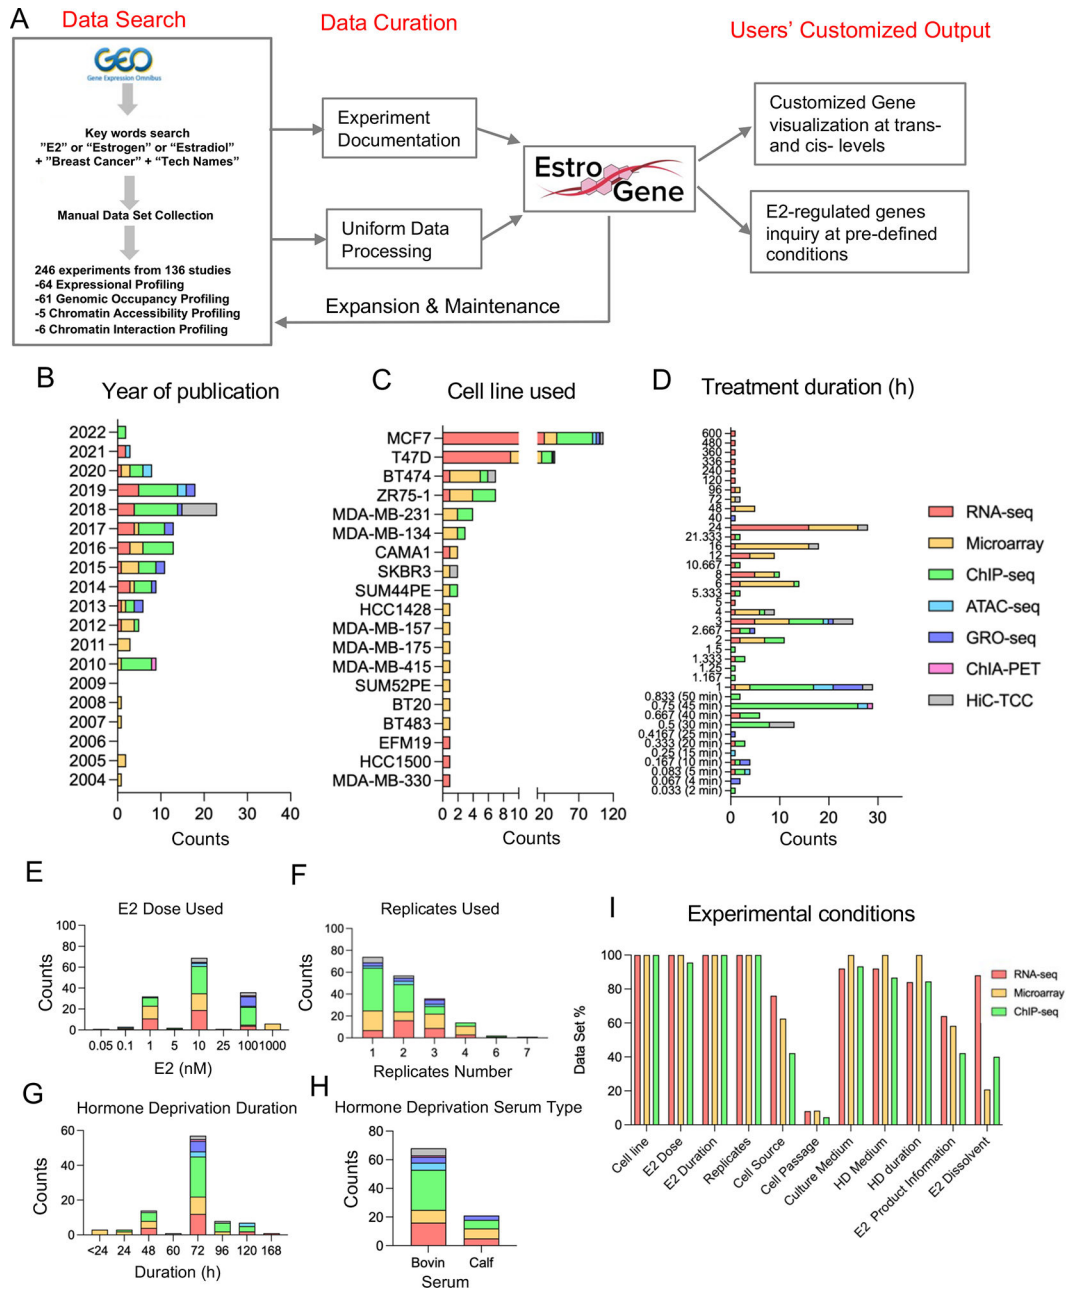 A
Data Search
Data Curation
Users' Customized Output
GEO
Gene Expression Omnibus
Key words search
"E2" or "Estrogen" or "Estradiol"
+ "Breast Cancer" + "Tech Names"
Manual Data Set Collection
246 experiments from 136 studies
-64 Expressional Profiling
-61 Genomic Occupancy Profiling
-5 Chromatin Accessibility Profiling
-6 Chromatin Interaction Profiling
Experiment
Documentation
Uniform Data
Processing
Estro
Gene
Customized Gene
visualization at trans-
and cis- levels
E2-regulated genes
inquiry at pre-defined
conditions
Expansion & Maintenance
B
Year of publication
2022
2021
2020
2019
2018
2017
2016
2015
2014
2013
2012
2011
2010
2009
2008
2007
2006
2005
2004
0 10 20 30 40
Counts
C
Cell line used
MCF7
T47D
BT474
ZR75-1
MDA-MB-231
MDA-MB-134
CAMA1
SKBR3
SUM44PE
HCC1428
MDA-MB-157
MDA-MB-175
MDA-MB-415
SUM52PE
BT20
BT483
EFM19
HCC1500
MDA-MB-330
0 2 4 6 8 10 20 70 120
Counts
D
Treatment duration (h)
600
480
360
336
240
120
96
72
48
40
24
21.333
16
12
10.667
8
6
5.333
5
4
3
2.667
2
1.5
1.333
1.25
1.167
1
0.833 (50 min)
0.75 (45 min)
0.667 (40 min)
0.5 (30 min)
0.4167 (25 min)
0.333 (20 min)
0.25 (15 min)
0.167 (10 min)
0.083 (5 min)
0.067 (4 min)
0.033 (2 min)
0 10 20 30
Counts
RNA-seq
Microarray
ChIP-seq
ATAC-seq
GRO-seq
ChIA-PET
HiC-TCC
E
E2 Dose Used
Counts
100
80
60
40
20
0
0.05 0.1 1 5 10 25 100 1000
E2 (nM)
F
Replicates Used
Counts
100
80
60
40
20
0
1 2 3 4 6 7
Replicates Number
G
Hormone Deprivation Duration
Counts
60
40
20
0
<24 24 48 60 72 96 120 168
Duration (h)
H
Hormone Deprivation Serum Type
Counts
80
60
40
20
0
Bovin Calf
Serum
I
Experimental conditions
Data Set %
100
80
60
40
20
0
Cell line
E2 Dose
E2 Duration
Replicates
Cell Source
Cell Passage
Culture Medium
HD Medium
HD duration
E2 Product Information
E2 Dissolvent
RNA-seq
Microarray
ChIP-seq